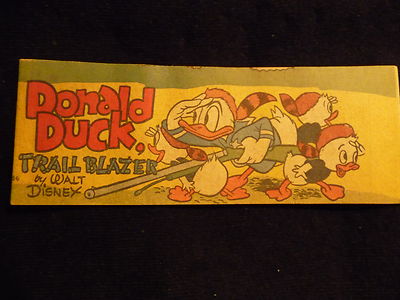 Donald
Duck,
TRAIL BLAZER
by WALT
DISNEY